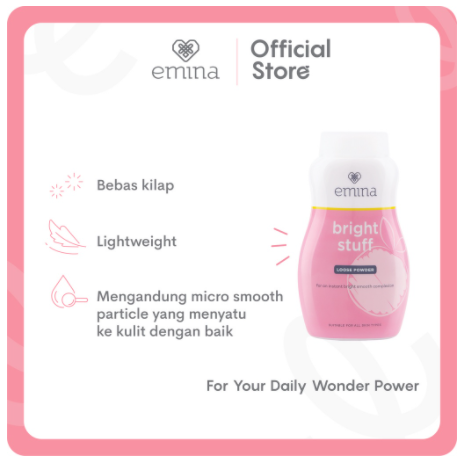 emina
Official
Store
Bebas kilap
Lightweight
Mengandung micro smooth
particle yang menyatu
ke kulit dengan baik
emina
bright
stuff
LOOSE POWDER
For Your Daily Wonder Power